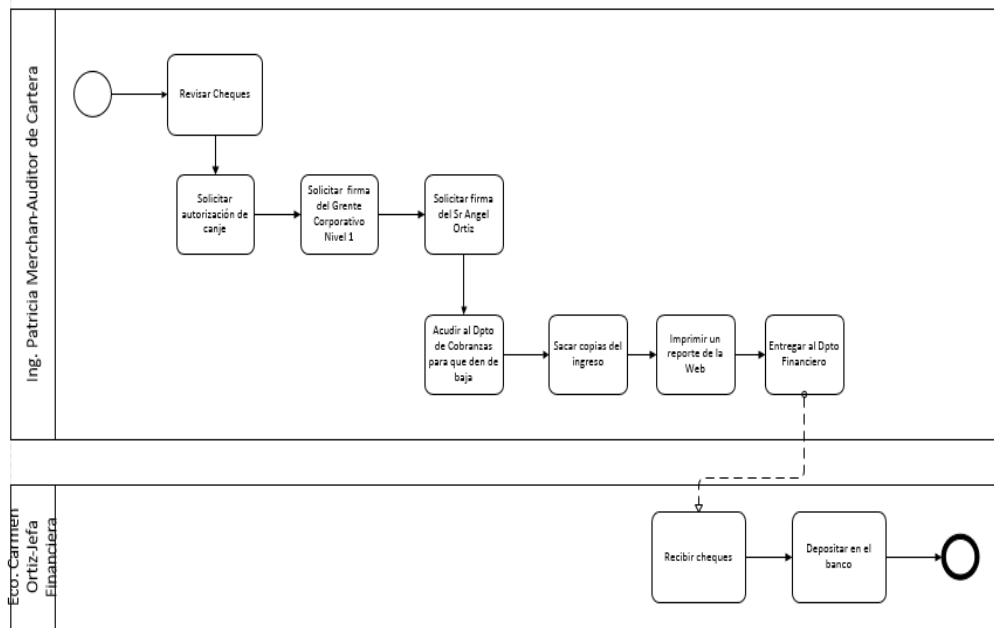 Ing. Patricia Merchan-Auditor de Cartera
Revisar Cheques
Solicitar
autorización de
canje
Solicitar firma
del Grente
Corporativo
Nivel 1
Solicitar firma
del Sr Angel
Ortiz
Acudir al Dpto
de Cobranzas
para que den de
baja
Sacar copias del
ingreso
Imprimir un
reporte de la
Web
Entregar al Dpto
Financiero
Eco. Carmen
Ortiz-Jefa
Financiera
Recibir cheques
Depositar en el
banco